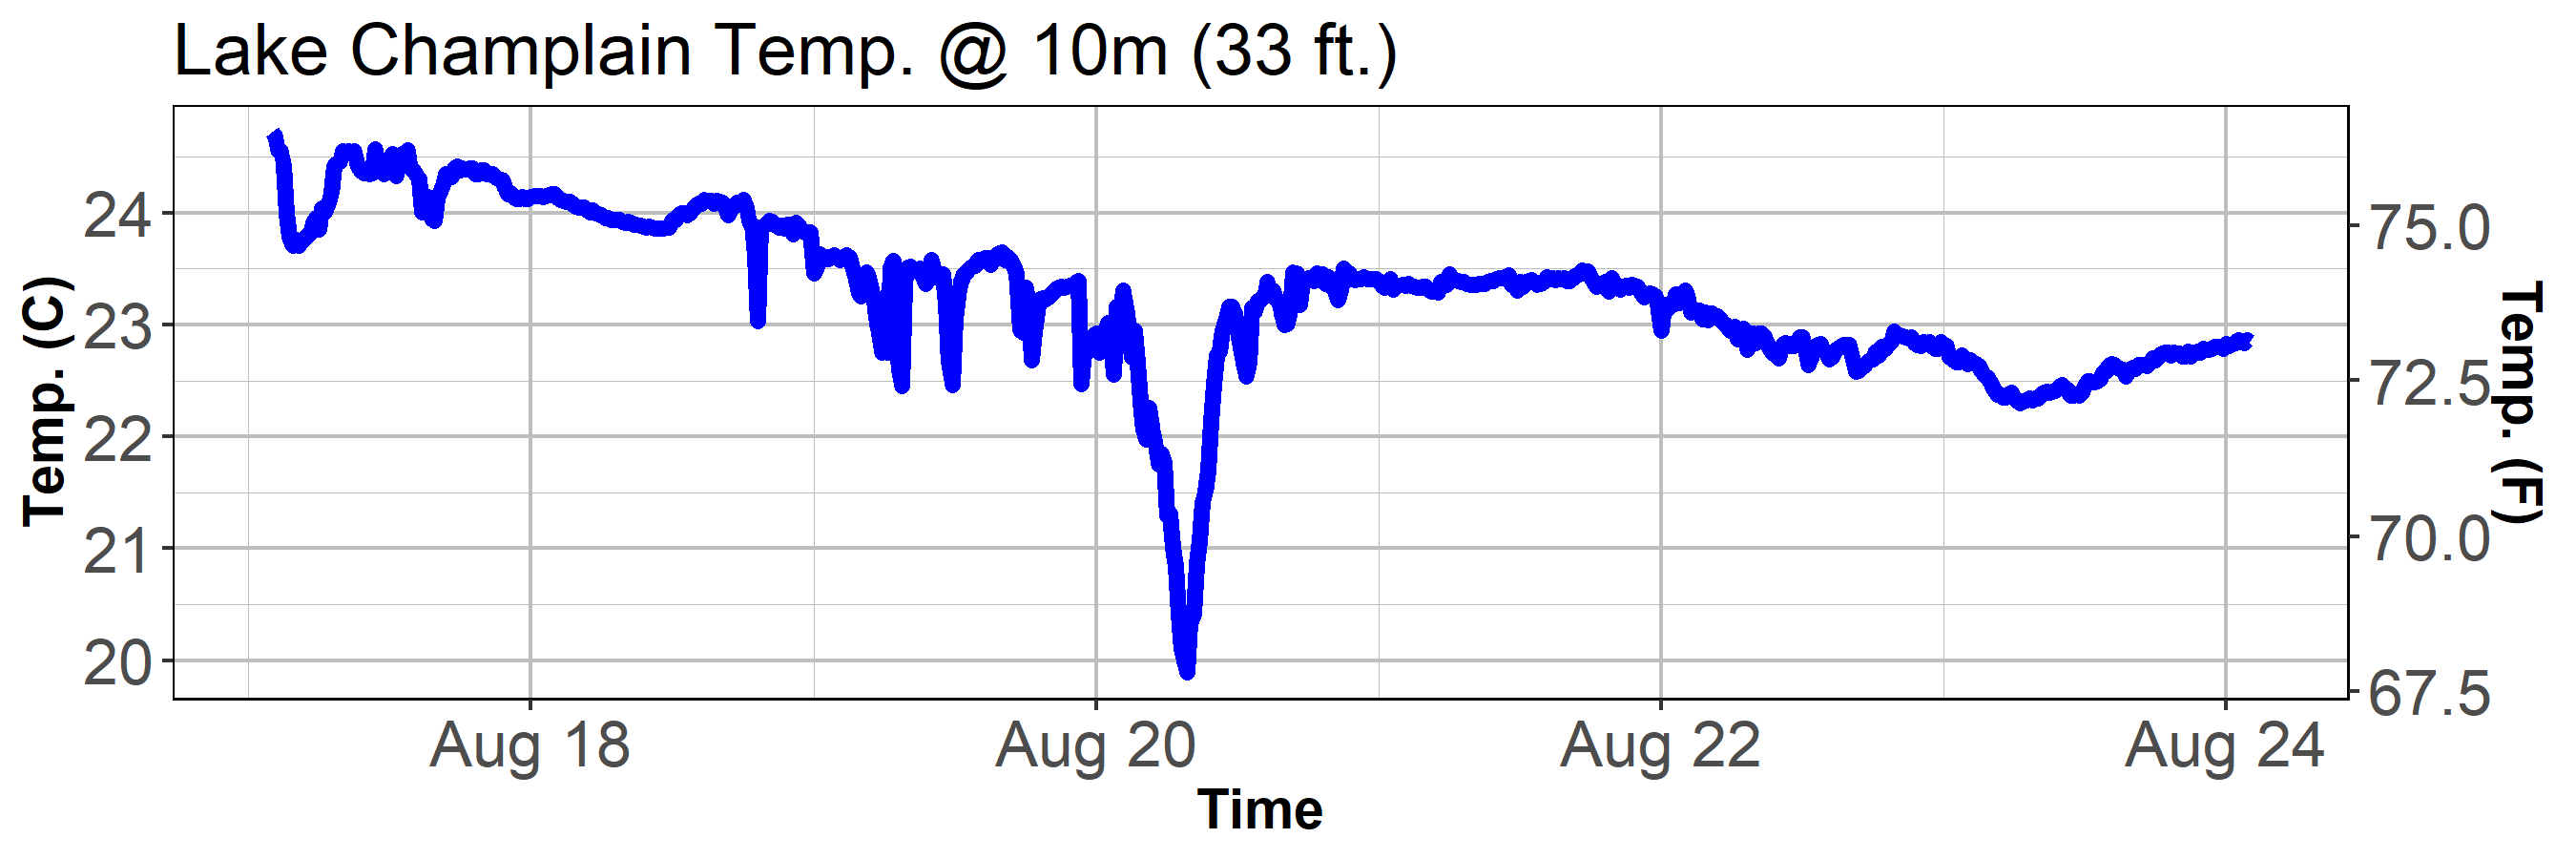 Lake Champlain Temp. @ 10m (33 ft.)
Temp. (C)
24
23
22
21
20
75.0
72.5
70.0
67.5
Temp. (F)
Aug 18
Aug 20
Aug 22
Aug 24
Time